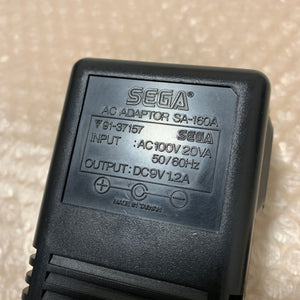 SEGA®
AC ADAPTOR SA-160A
〒91-37157 SEGA
INPUT :AC100V 20VA
50/60Hz
OUTPUT:DC9V 1.2A
+ -
MADE IN TAIWAN